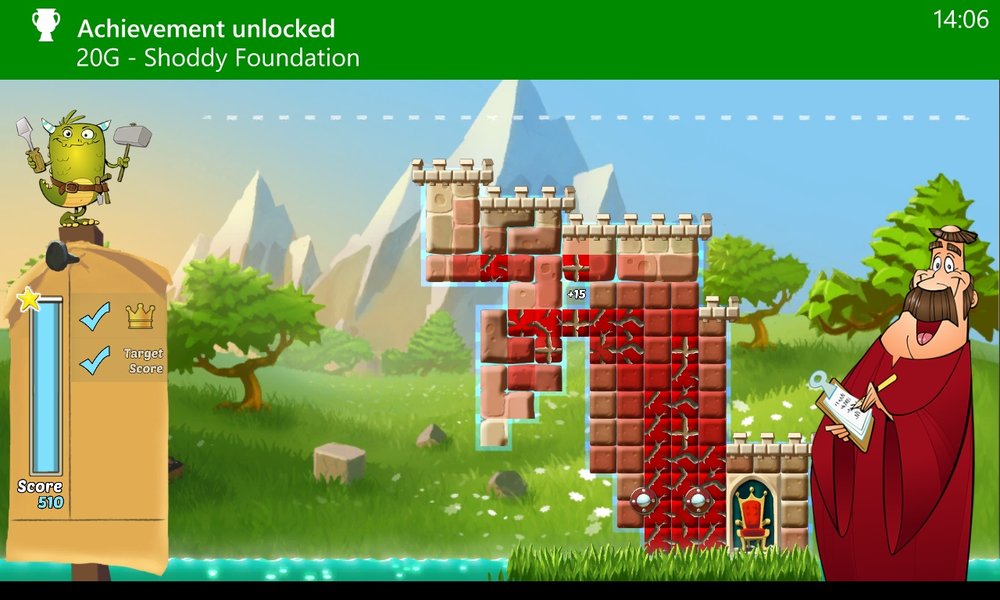 Achievement unlocked
14:06
20G - Shoddy Foundation
+15
Target
Score
Score
510